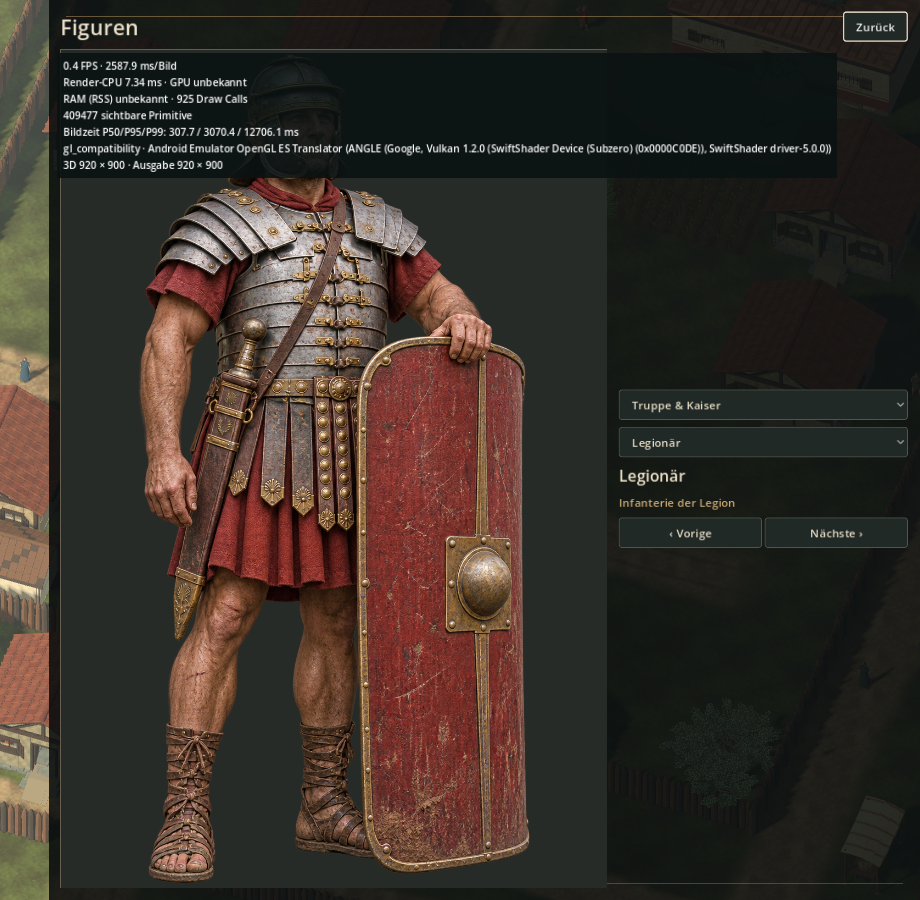 Figuren
Zurück
0.4 FPS · 2587.9 ms/Bild
Render-CPU 7.34 ms · GPU unbekannt
RAM (RSS) unbekannt · 925 Draw Calls
409477 sichtbare Primitive
Bildzeit P50/P95/P99: 307.7 / 3070.4 / 12706.1 ms
gl_compatibility · Android Emulator OpenGL ES Translator (ANGLE (Google, Vulkan 1.2.0 (SwiftShader Device (Subzero) (0x0000C0DE)), SwiftShader driver-5.0.0))
3D 920 × 900 · Ausgabe 920 × 900
Truppe & Kaiser
Legionär
Legionär
Infanterie der Legion
‹ Vorige
Nächste ›